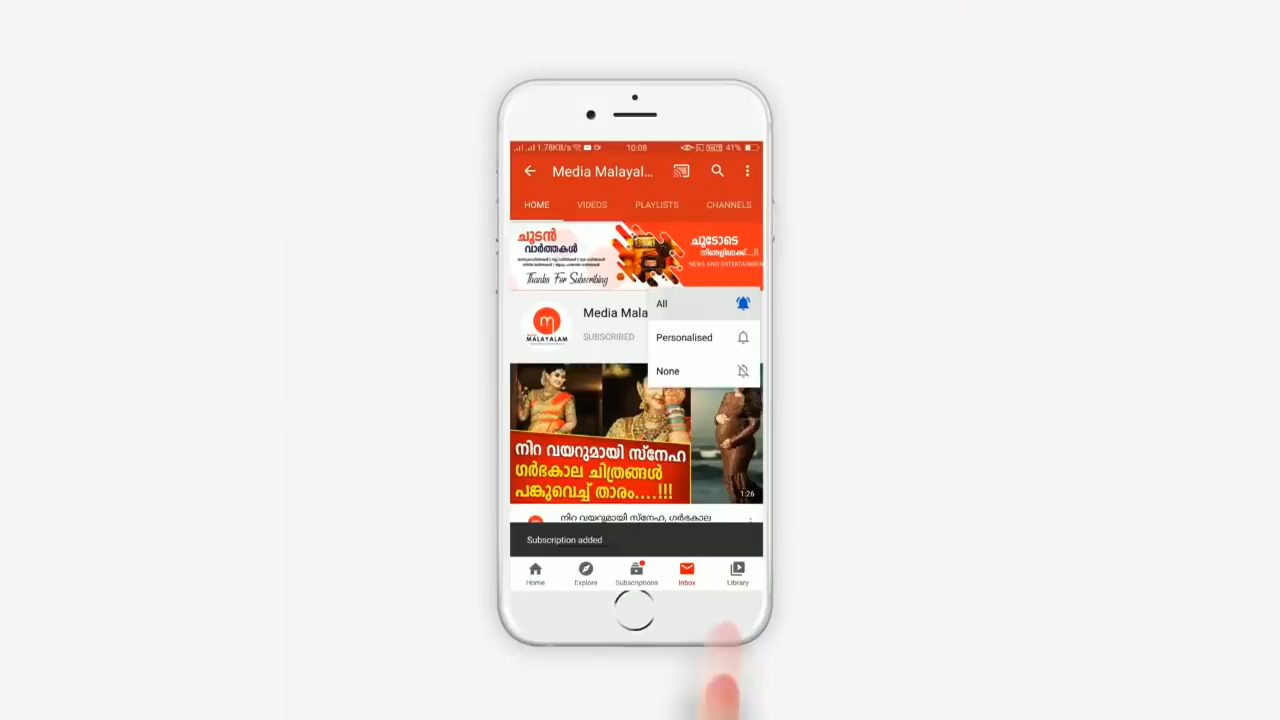 1.78KB/s
10:08
41%
Media Malayal...
HOME
VIDEOS
PLAYLISTS
CHANNELS
ചൂടൻ
വാർത്തകൾ
Thanks For Subscribing
ചൂടോടെ
നിങ്ങളിലേക്ക്...!!
NEWS AND ENTERTAINMEN
m
MALAYALAM
Media Mala
SUBSCRIBED
All
Personalised
None
നിറ വയറുമായി സ്നേഹ
ഗർഭകാല ചിത്രങ്ങൾ
പങ്കുവെച്ച് താരം....!!!
1:26
നിറ വയറുമായി സ്നേഹ, ഗർഭകാല
Subscription added
Home
Explore
Subscriptions
Inbox
Library